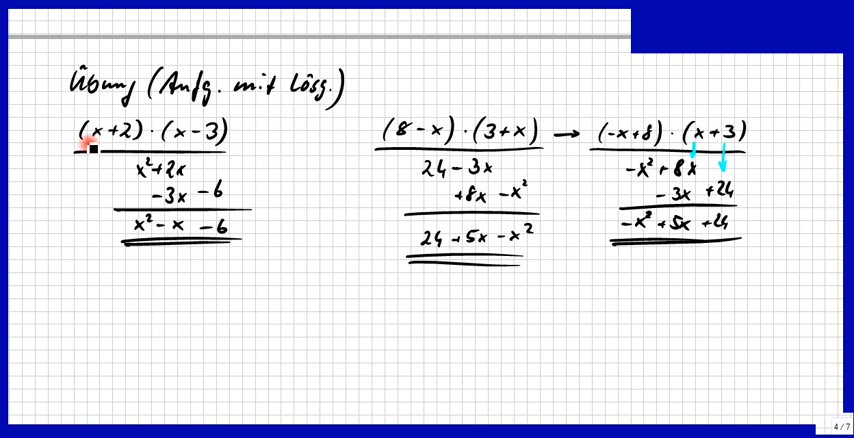 Übung (Aufg. mit Lösg.)
(x+2) · (x-3)
x²+2x
-3x -6
x² - x -6
(8-x) · (3+x) →
24 - 3x
+8x -x²
24 +5x -x²
(-x+8) · (x+3)
-x² + 8x
-3x +24
-x² +5x +24
4/7